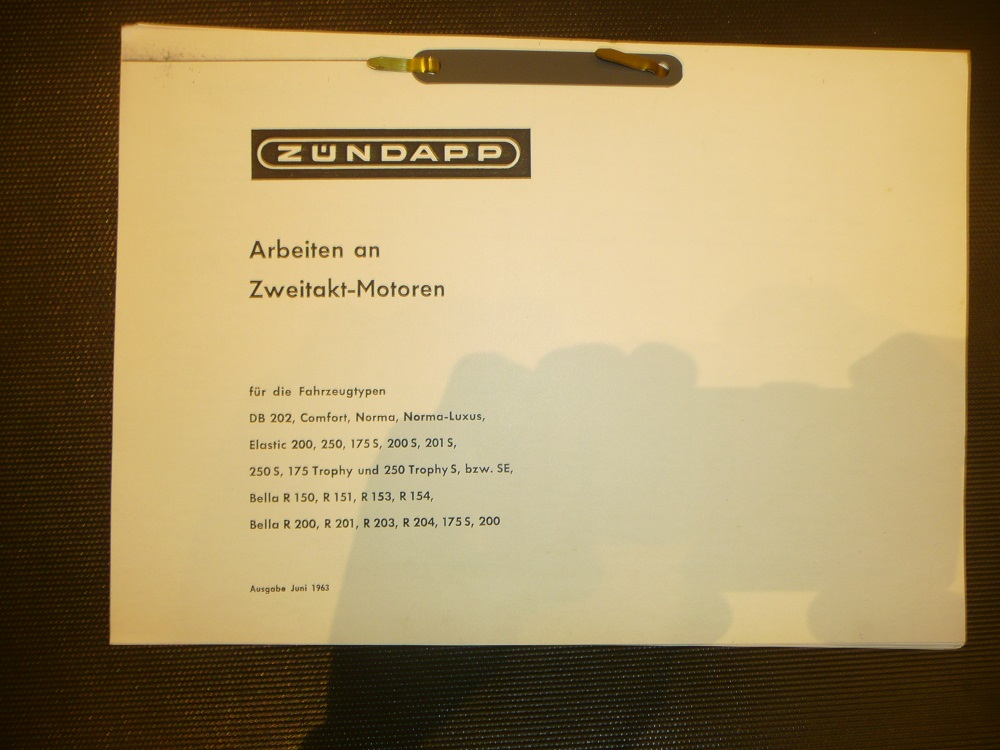 ZÜNDAPP
Arbeiten an
Zweitakt-Motoren
für die Fahrzeugtypen
DB 202, Comfort, Norma, Norma-Luxus,
Elastic 200, 250, 175 S, 200 S, 201 S,
250 S, 175 Trophy und 250 Trophy S, bzw. SE,
Bella R 150, R 151, R 153, R 154,
Bella R 200, R 201, R 203, R 204, 175 S, 200
Ausgabe Juni 1963